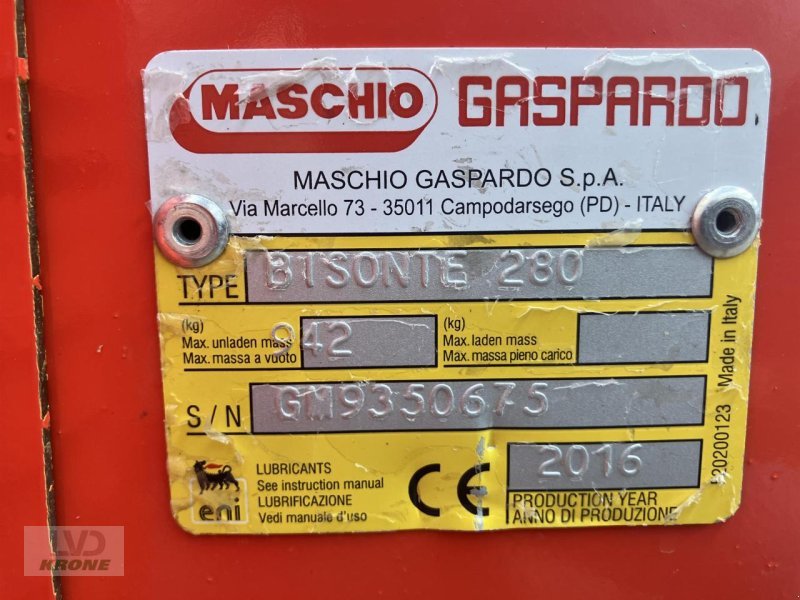 MASCHIO GASPARDO
MASCHIO GASPARDO S.p.A.
Via Marcello 73 - 35011 Campodarsego (PD) - ITALY
TYPE BISONTE 280
(kg)
Max. unladen mass
Max. massa a vuoto
942
(kg)
Max. laden mass
Max. massa pieno carico
S/N GM9350675
eni
LUBRICANTS
See instruction manual
LUBRIFICAZIONE
Vedi manuale d'uso
CE
2016
PRODUCTION YEAR
ANNO DI PRODUZIONE
20200123 Made in Italy
LVD
KRONE